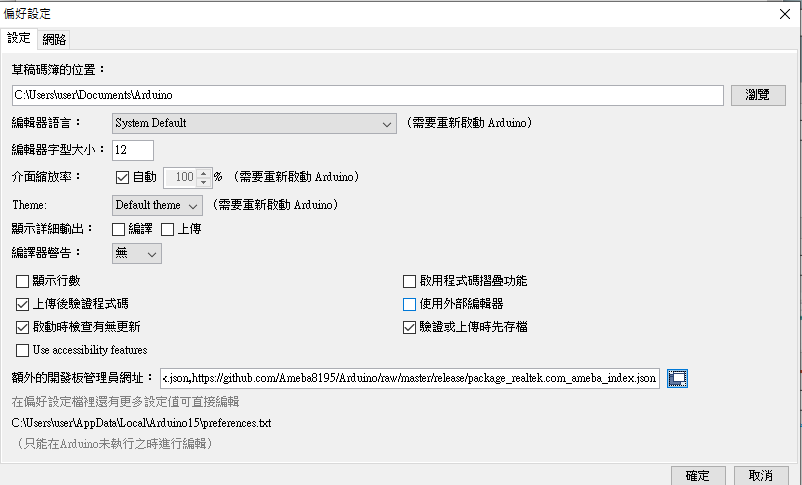 偏好設定
設定 網路
草稿碼簿的位置：
C:\Users\user\Documents\Arduino 瀏覽
編輯器語言： System Default （需要重新啟動 Arduino）
編輯器字型大小： 12
介面縮放率： 自動 100 % （需要重新啟動 Arduino）
Theme: Default theme （需要重新啟動 Arduino）
顯示詳細輸出： 編譯 上傳
編譯器警告： 無
顯示行數 啟用程式碼摺疊功能
上傳後驗證程式碼 使用外部編輯器
啟動時檢查有無更新 驗證或上傳時先存檔
Use accessibility features
額外的開發板管理員網址： x.json,https://github.com/Ameba8195/Arduino/raw/master/release/package_realtek.com_ameba_index.json
在偏好設定檔裡還有更多設定值可直接編輯
C:\Users\user\AppData\Local\Arduino15\preferences.txt
（只能在Arduino未執行之時進行編輯）
確定 取消